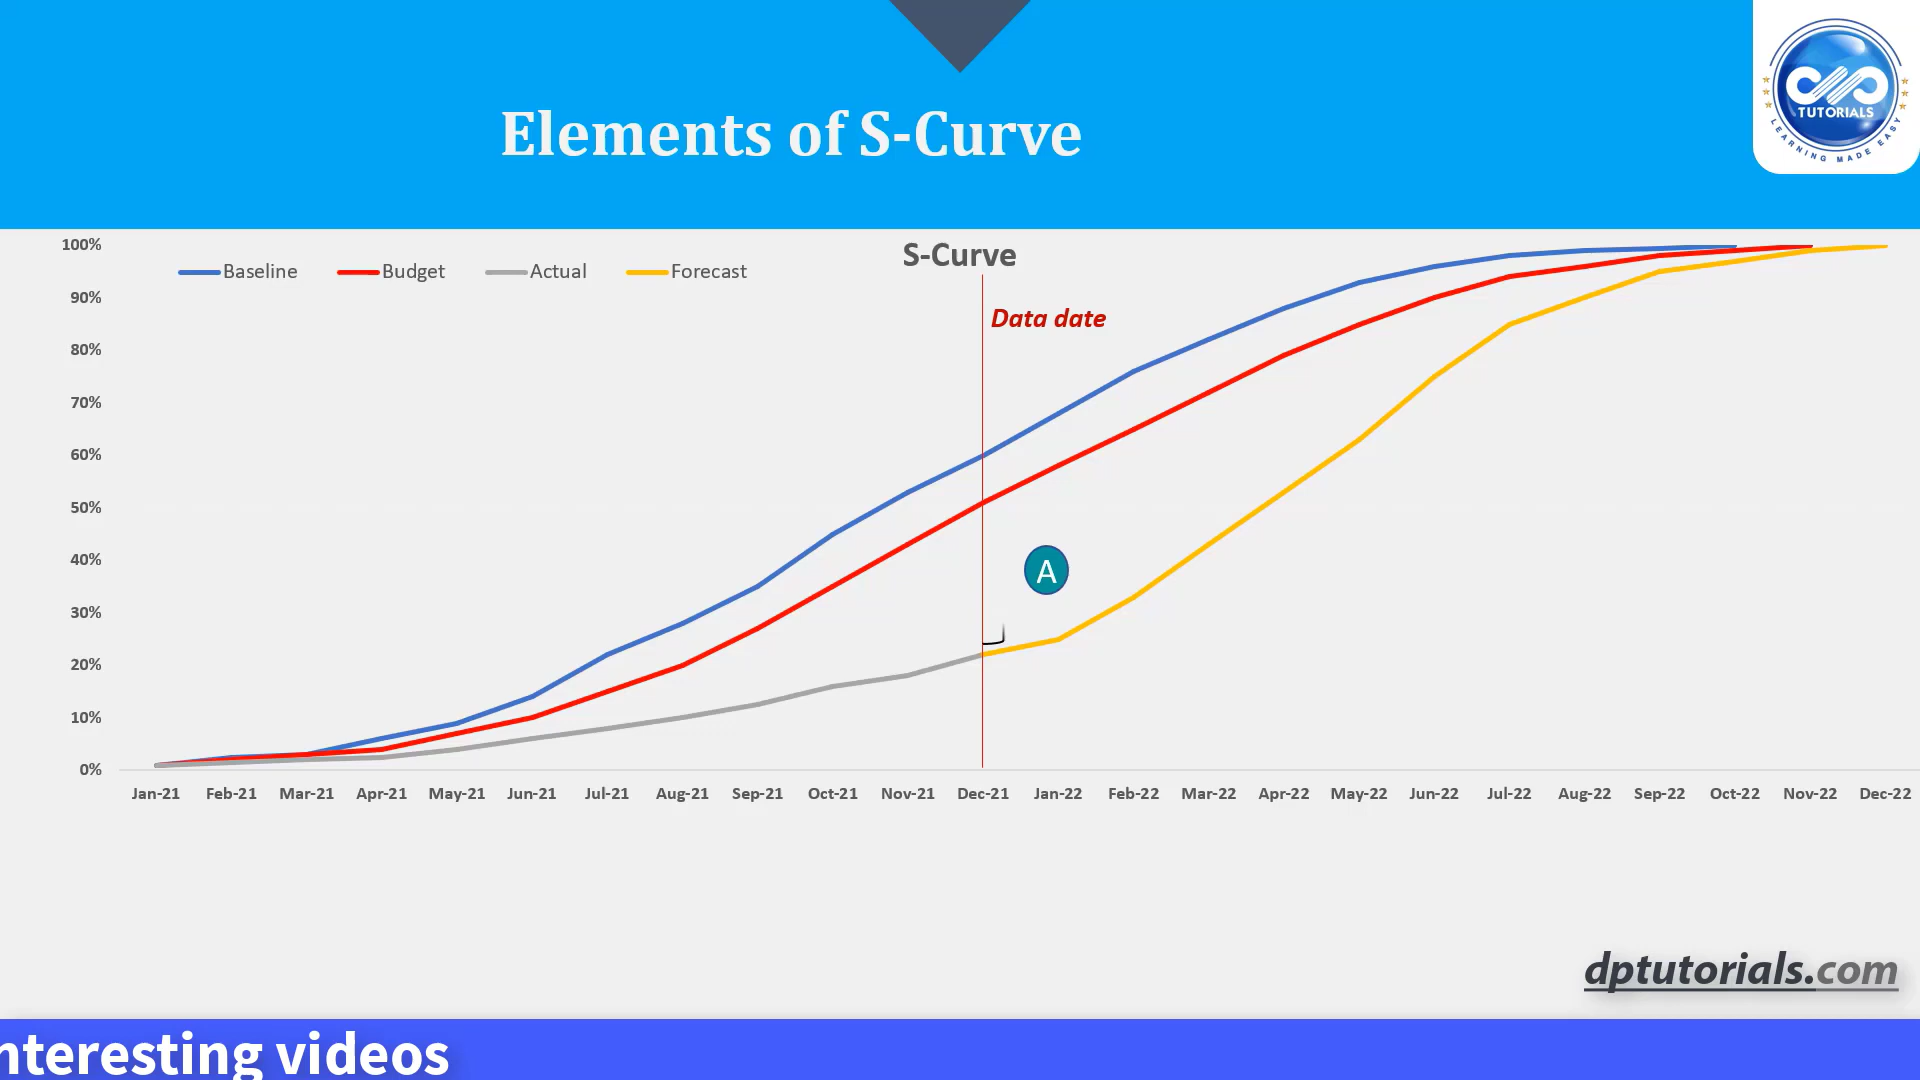 Elements of S-Curve
TUTORIALS
LEARNING MADE EASY
S-Curve
Baseline Budget Actual Forecast
Data date
100%
90%
80%
70%
60%
50%
40%
30%
20%
10%
0%
A
Jan-21 Feb-21 Mar-21 Apr-21 May-21 Jun-21 Jul-21 Aug-21 Sep-21 Oct-21 Nov-21 Dec-21 Jan-22 Feb-22 Mar-22 Apr-22 May-22 Jun-22 Jul-22 Aug-22 Sep-22 Oct-22 Nov-22 Dec-22
dptutorials.com
nteresting videos